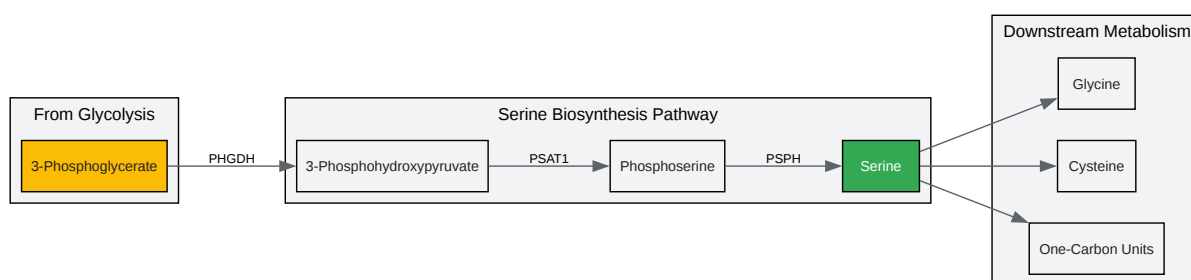 Downstream Metabolism
From Glycolysis
Serine Biosynthesis Pathway
Glycine
3-Phosphoglycerate
PHGDH
3-Phosphohydroxypyruvate
PSAT1
Phosphoserine
PSPH
Serine
Cysteine
One-Carbon Units